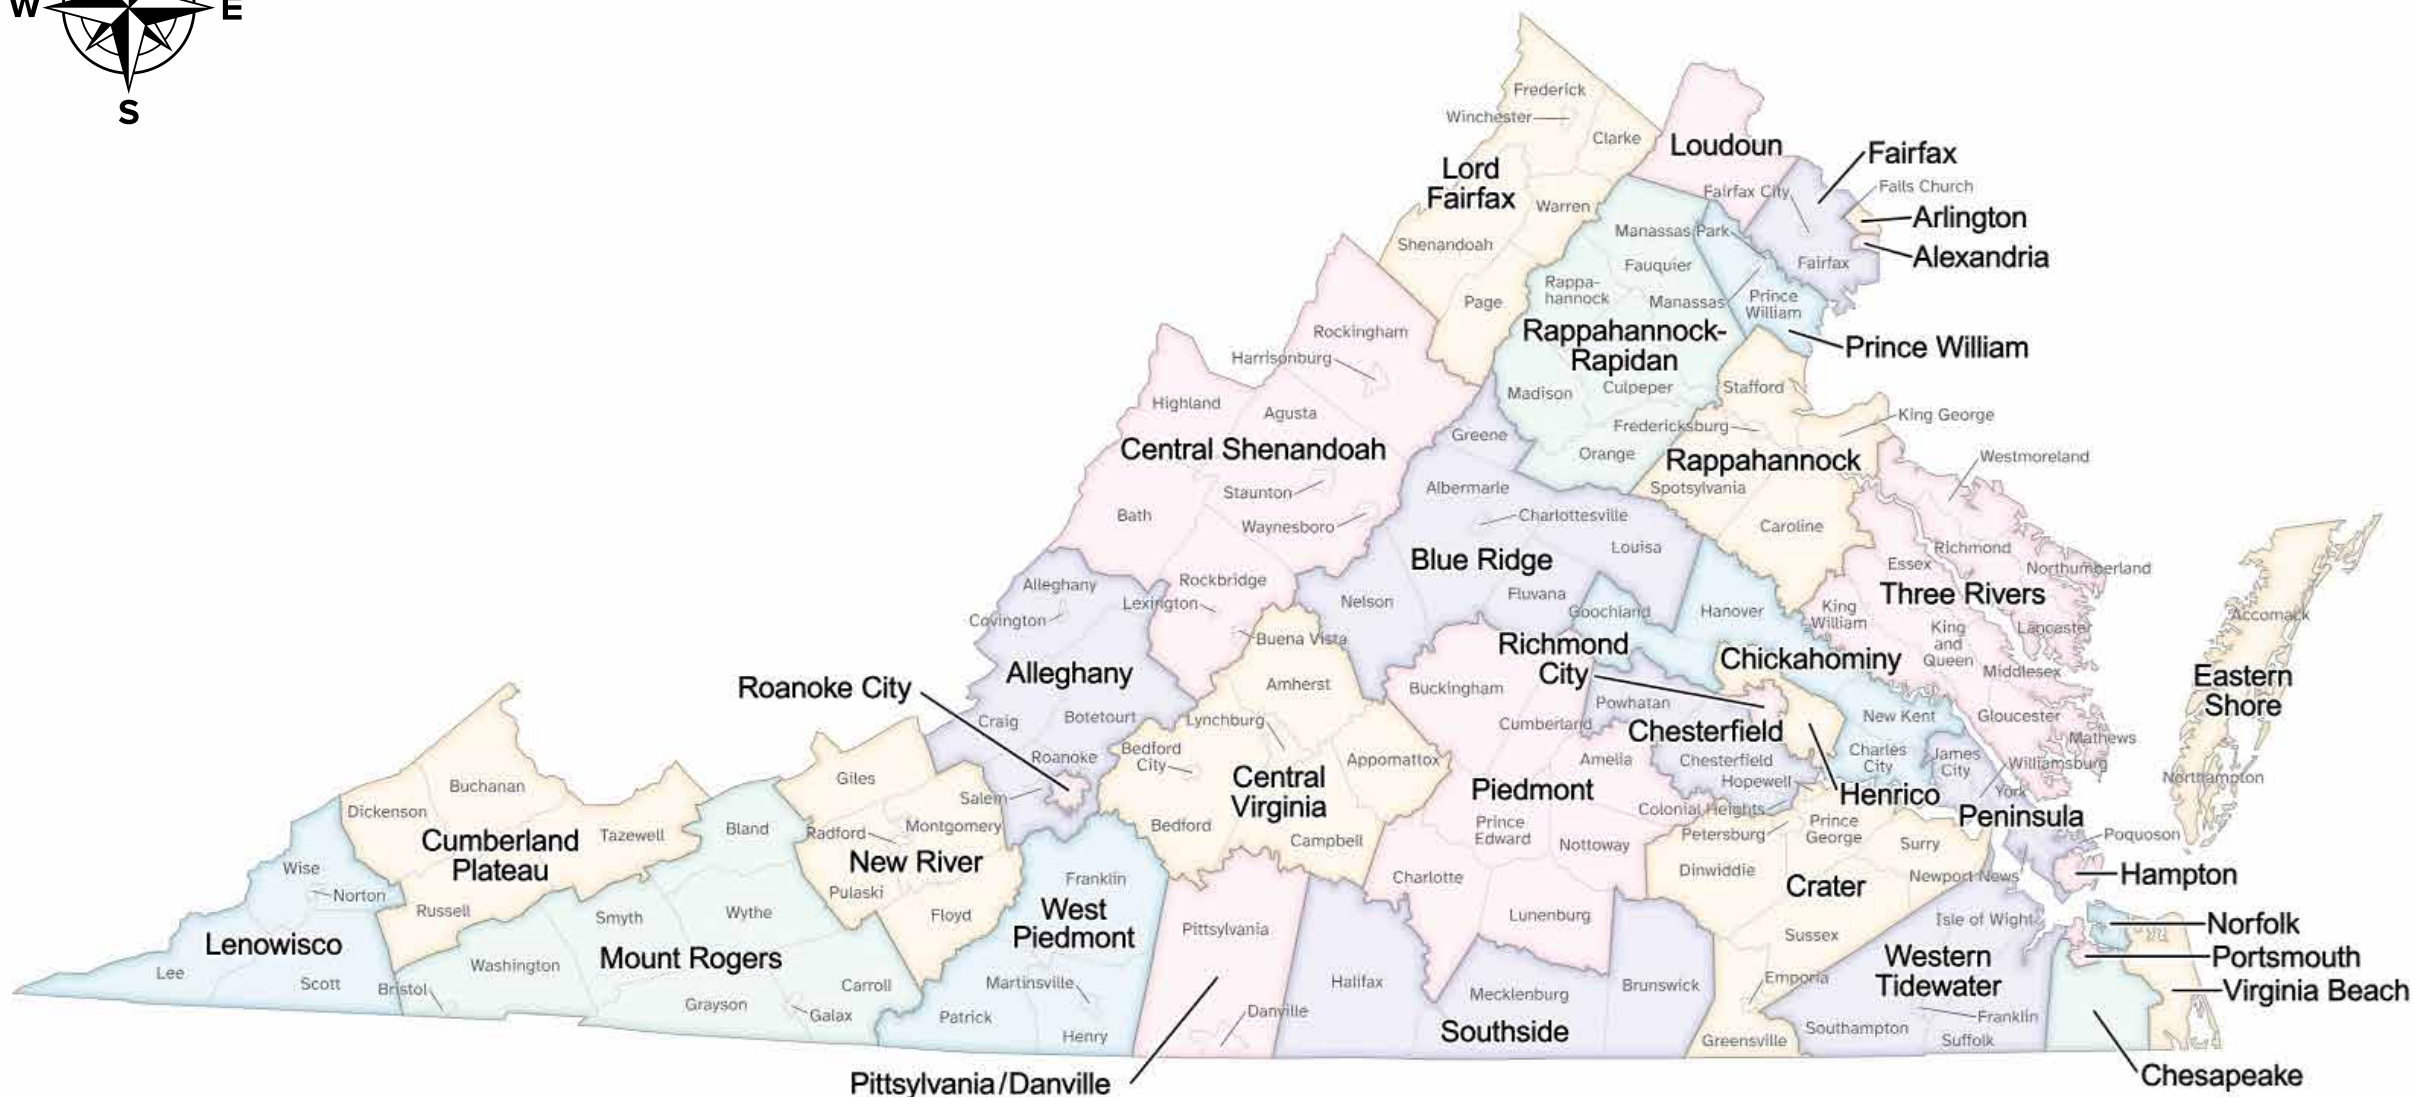 W
E
S
Frederick
Winchester
Clarke
Loudoun
Lord
Fairfax
Fairfax
Fairfax City
Falls Church
Warren
Arlington
Manassas Park
Shenandoah
Alexandria
Fauquier
Fairfax
Rappa-
hannock
Page
Manassas
Prince
William
Rockingham
Rappahannock-
Rapidan
Prince William
Harrisonburg
Madison
Culpeper
Stafford
Highland
Agusta
King George
Fredericksburg
Greene
Central Shenandoah
Orange
Rappahannock
Westmoreland
Staunton
Albermarle
Spotsylvania
Bath
Waynesboro
Charlottesville
Caroline
Louisa
Richmond
Blue Ridge
Essex
Northumberland
Alleghany
Rockbridge
Nelson
Fluvana
Three Rivers
Lexington
Goochland
Hanover
King
William
Accomack
Covington
Buena Vista
King
and
Queen
Lancaster
Richmond
City
Chickahominy
Alleghany
Middlesex
Eastern
Shore
Roanoke City
Amherst
Buckingham
Powhatan
Craig
Botetourt
Lynchburg
Cumberland
New Kent
Gloucester
Chesterfield
Mathews
Roanoke
Bedford
City
Appomattox
Amelia
Chesterfield
Charles
City
James
City
Williamsburg
Giles
Central
Virginia
Hopewell
Northampton
Buchanan
Salem
Piedmont
Henrico
York
Dickenson
Colonial Heights
Peninsula
Bland
Radford
Montgomery
Bedford
Prince
Edward
Petersburg
Prince
George
Poquoson
Cumberland
Plateau
Tazewell
Campbell
Nottoway
Surry
New River
Wise
Dinwiddie
Newport News
Hampton
Franklin
Charlotte
Crater
Norton
Pulaski
Russell
Smyth
Wythe
Floyd
West
Piedmont
Pittsylvania
Lunenburg
Isle of Wight
Norfolk
Lenowisco
Sussex
Mount Rogers
Western
Tidewater
Portsmouth
Washington
Lee
Scott
Bristol
Carroll
Martinsville
Halifax
Mecklenburg
Brunswick
Emporia
Virginia Beach
Grayson
Galax
Patrick
Danville
Franklin
Henry
Southside
Southampton
Greensville
Suffolk
Pittsylvania/Danville
Chesapeake